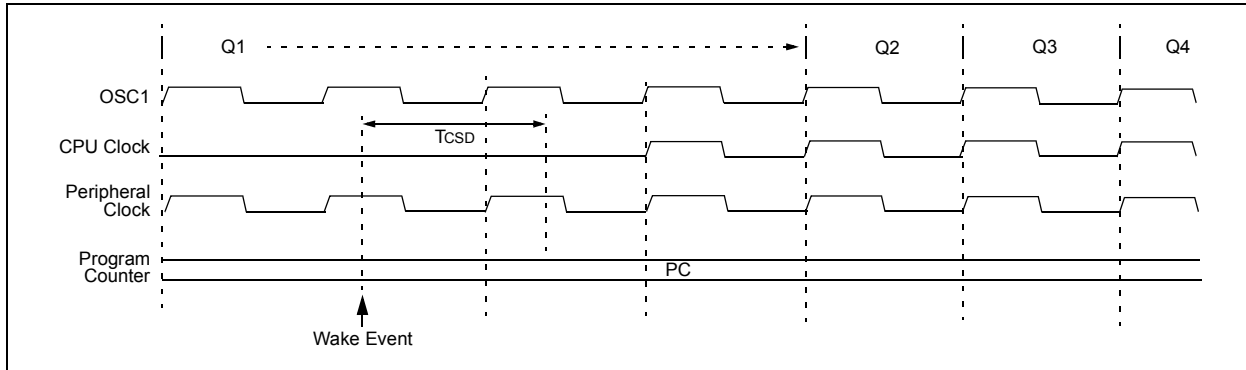 Q1 Q2 Q3 Q4
OSC1
TCSD
CPU Clock
Peripheral
Clock
Program
Counter
PC
Wake Event